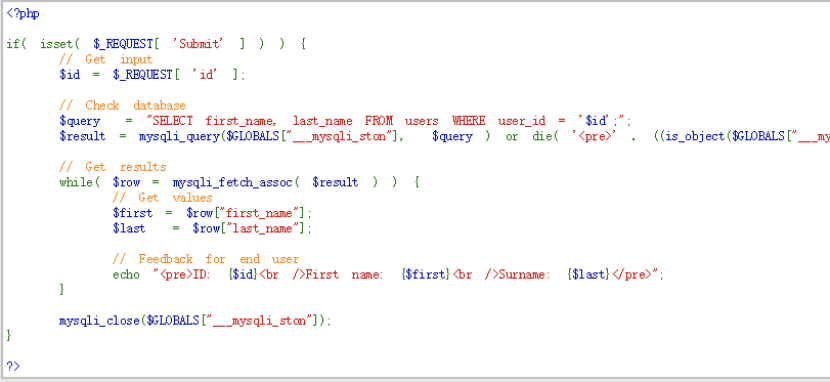 <?php
if( isset( $_REQUEST[ 'Submit' ] ) ) {
// Get input
$id = $_REQUEST[ 'id' ];
// Check database
$query = "SELECT first_name, last_name FROM users WHERE user_id = '$id';";
$result = mysqli_query($GLOBALS["___mysqli_ston"], $query ) or die( '<pre>' . ((is_object($GLOBALS["___my
// Get results
while( $row = mysqli_fetch_assoc( $result ) ) {
// Get values
$first = $row["first_name"];
$last = $row["last_name"];
// Feedback for end user
echo "<pre>ID: {$id}<br />First name: {$first}<br />Surname: {$last}</pre>";
}
mysqli_close($GLOBALS["___mysqli_ston"]);
}
?>